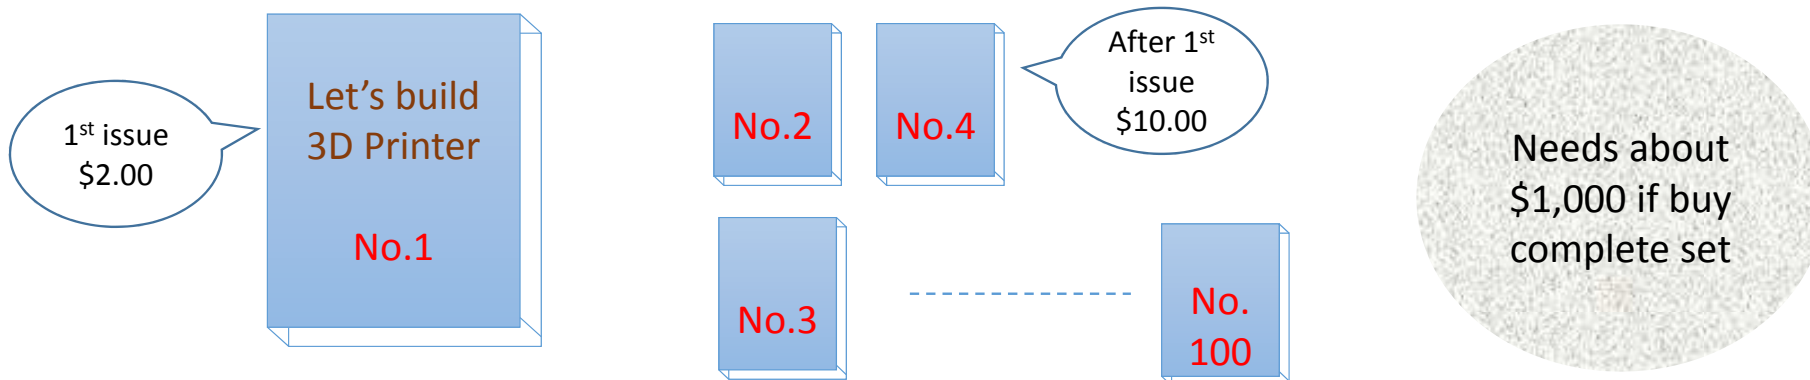 1st issue
$2.00
Let's build
3D Printer
No.1
No.2
No.4
After 1st
issue
$10.00
No.3
No.
100
Needs about
$1,000 if buy
complete set